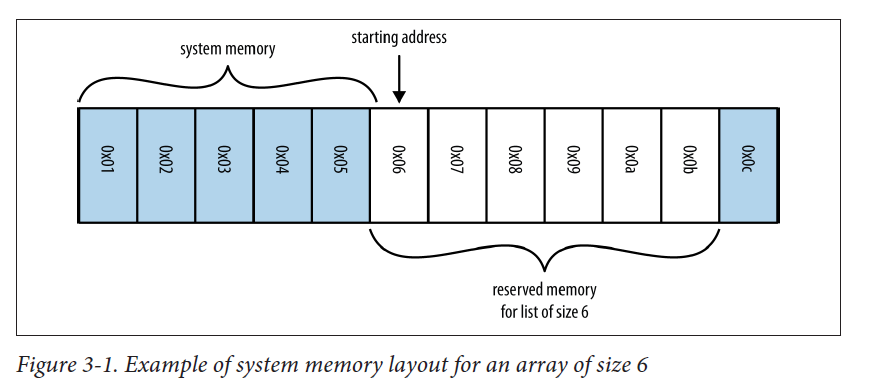 starting address
system memory
0x01 0x02 0x03 0x04 0x05 0x06 0x07 0x08 0x09 0x0a 0x0b 0x0c
reserved memory
for list of size 6
Figure 3-1. Example of system memory layout for an array of size 6